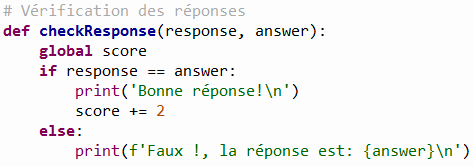 # Vérification des réponses
def checkResponse(response, answer):
    global score
    if response == answer:
        print('Bonne réponse!\n')
        score += 2
    else:
        print(f'Faux !, la réponse est: {answer}\n')